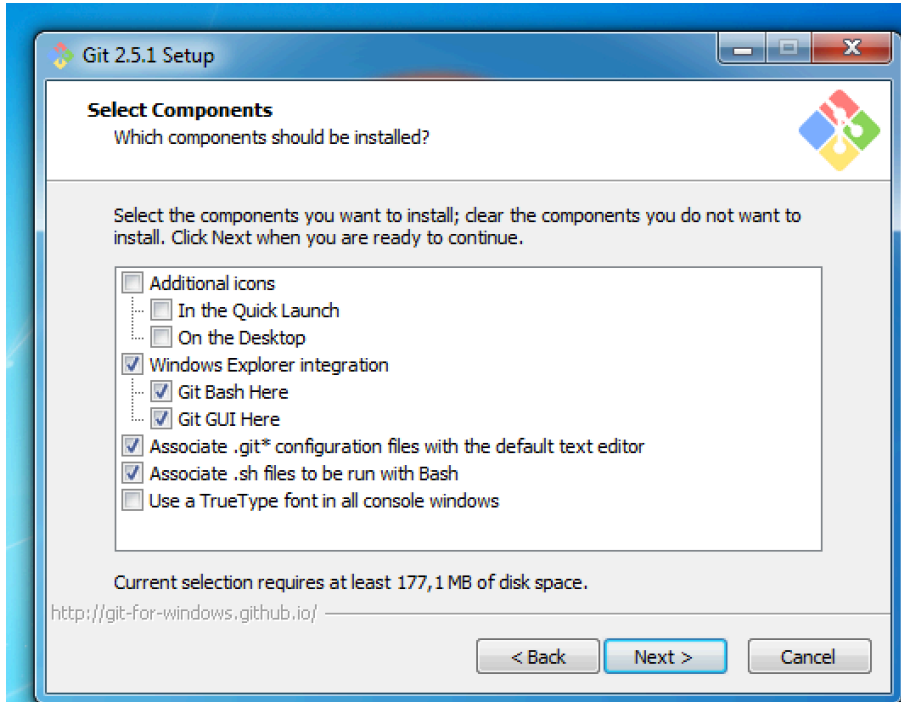 Git 2.5.1 Setup
Select Components
Which components should be installed?
Select the components you want to install; clear the components you do not want to
install. Click Next when you are ready to continue.
Additional icons
In the Quick Launch
On the Desktop
Windows Explorer integration
Git Bash Here
Git GUI Here
Associate .git* configuration files with the default text editor
Associate .sh files to be run with Bash
Use a TrueType font in all console windows
Current selection requires at least 177,1 MB of disk space.
http://git-for-windows.github.io/
< Back Next > Cancel